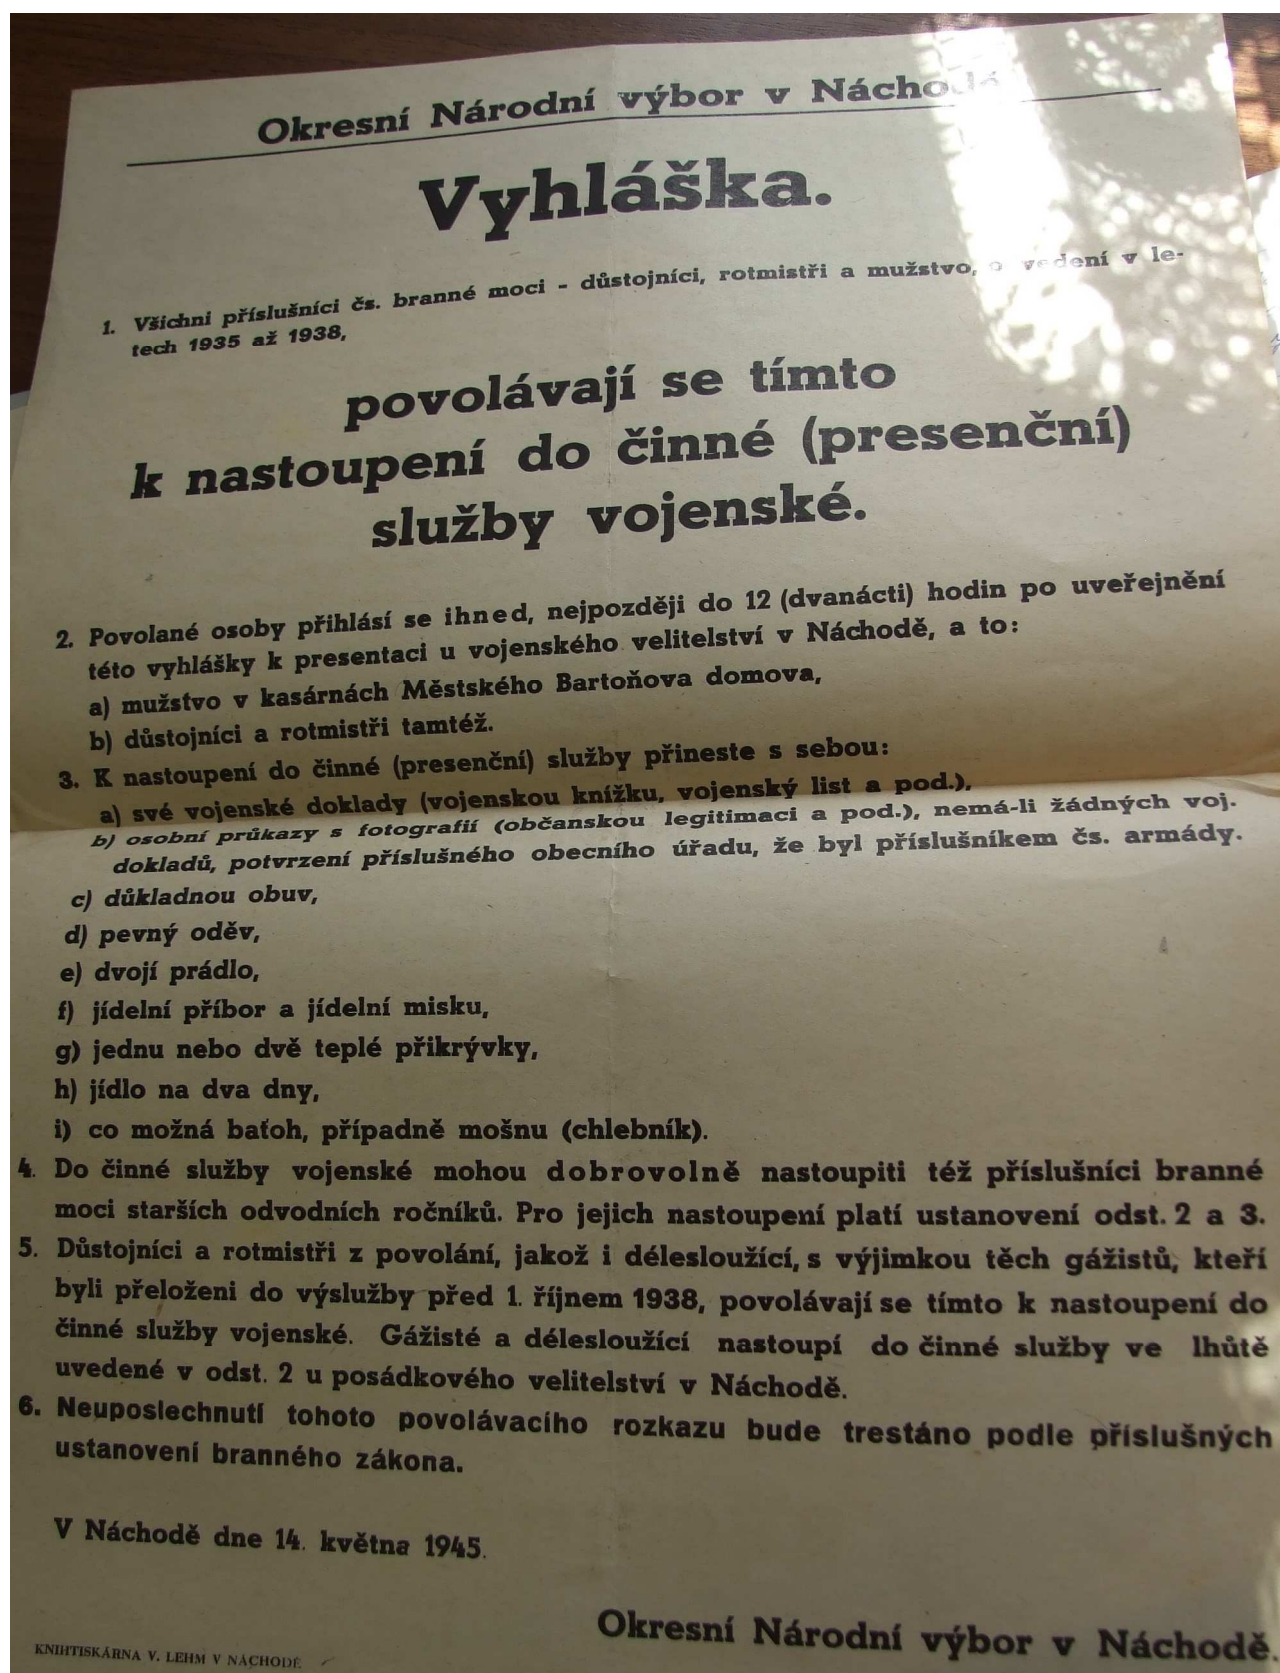 Okresní Národní výbor v Náchodě
Vyhláška.
1. Všichni příslušníci čs. branné moci - důstojníci, rotmistři a mužstvo, v le-
tech 1935 až 1938,
povolávají se tímto
k nastoupení do činné (presenční)
služby vojenské.
2. Povolané osoby přihlásí se ihned, nejpozději do 12 (dvanácti) hodin po uveřejnění
této vyhlášky k presentaci u vojenského velitelství v Náchodě, a to:
a) mužstvo v kasárnách Městského Bartoňova domova,
b) důstojníci a rotmistři tamtéž.
3. K nastoupení do činné (presenční) služby přineste s sebou:
a) své vojenské doklady (vojenskou knížku, vojenský list a pod.),
b) osobní průkazy s fotografií (občanskou legitimaci a pod.), nemá-li žádných voj.
dokladů, potvrzení příslušného obecního úřadu, že byl příslušníkem čs. armády.
c) důkladnou obuv,
d) pevný oděv,
e) dvojí prádlo,
f) jídelní příbor a jídelní misku,
g) jednu nebo dvě teplé přikrývky,
h) jídlo na dva dny,
i) co možná baťoh, případně mošnu (chlebník).
4. Do činné služby vojenské mohou dobrovolně nastoupiti též příslušníci branné
moci starších odvodních ročníků. Pro jejich nastoupení platí ustanovení odst. 2 a 3.
5. Důstojníci a rotmistři z povolání, jakož i délesloužící, s výjimkou těch gážistů, kteří
byli přeloženi do výslužby před 1. říjnem 1938, povolávají se tímto k nastoupení do
činné služby vojenské. Gážisté a délesloužící nastoupí do činné služby ve lhůtě
uvedené v odst. 2 u posádkového velitelství v Náchodě.
6. Neuposlechnutí tohoto povolávacího rozkazu bude trestáno podle příslušných
ustanovení branného zákona.
V Náchodě dne 14. května 1945.
Okresní Národní výbor v Náchodě.
KNIHTISKÁRNA V. LEHM V NÁCHODĚ